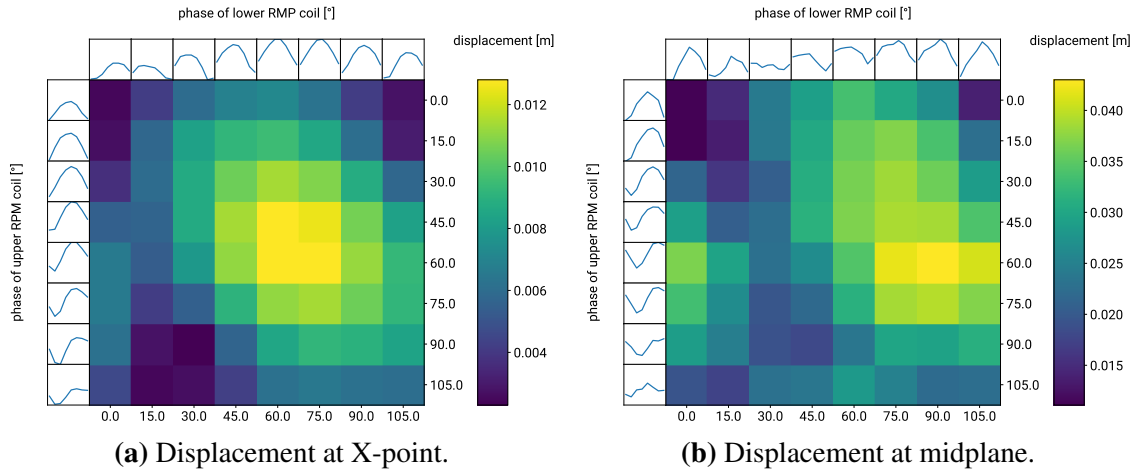 phase of lower RMP coil [°]
displacement [m]
phase of upper RPM coil [°]
0.0
15.0
30.0
45.0
60.0
75.0
90.0
105.0
0.012
0.010
0.008
0.006
0.004
0.0 15.0 30.0 45.0 60.0 75.0 90.0 105.0
(a) Displacement at X-point.
phase of lower RMP coil [°]
displacement [m]
phase of upper RPM coil [°]
0.0
15.0
30.0
45.0
60.0
75.0
90.0
105.0
0.040
0.035
0.030
0.025
0.020
0.015
0.0 15.0 30.0 45.0 60.0 75.0 90.0 105.0
(b) Displacement at midplane.